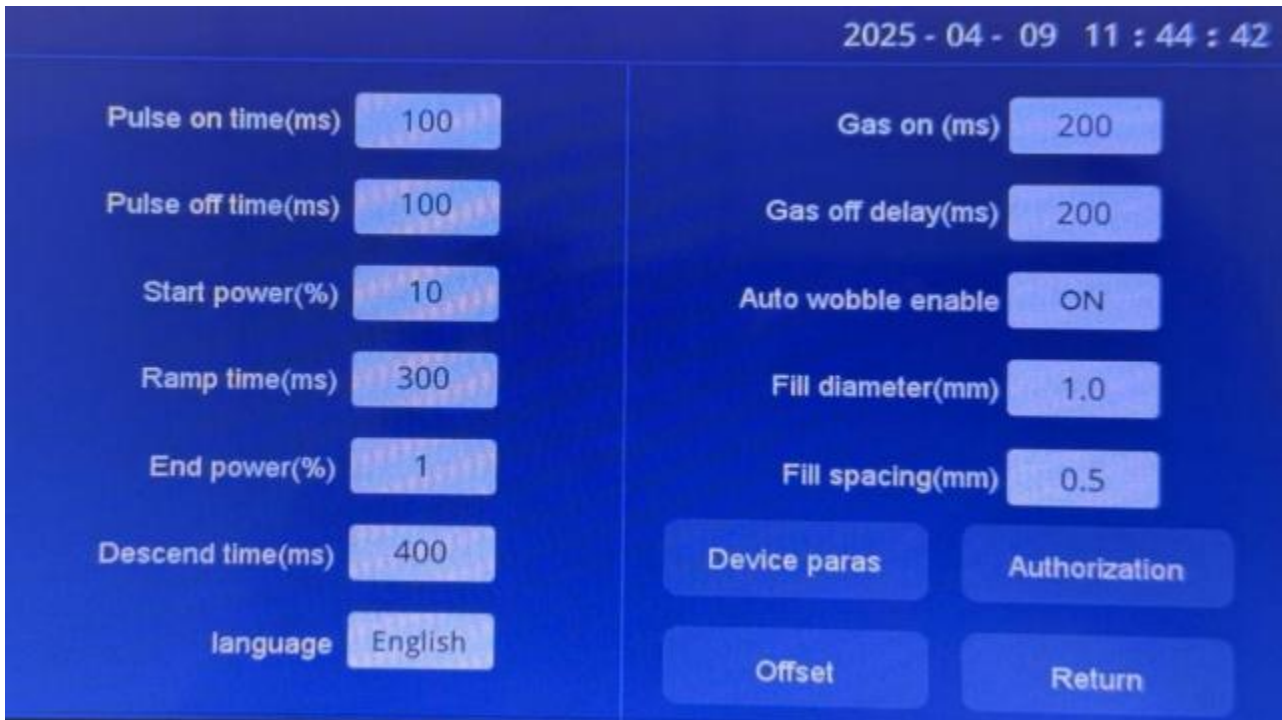 2025 - 04 - 09 11 : 44 : 42
Pulse on time(ms) 100
Pulse off time(ms) 100
Start power(%) 10
Ramp time(ms) 300
End power(%) 1
Descend time(ms) 400
language English
Gas on (ms) 200
Gas off delay(ms) 200
Auto wobble enable ON
Fill diameter(mm) 1.0
Fill spacing(mm) 0.5
Device paras Authorization
Offset Return